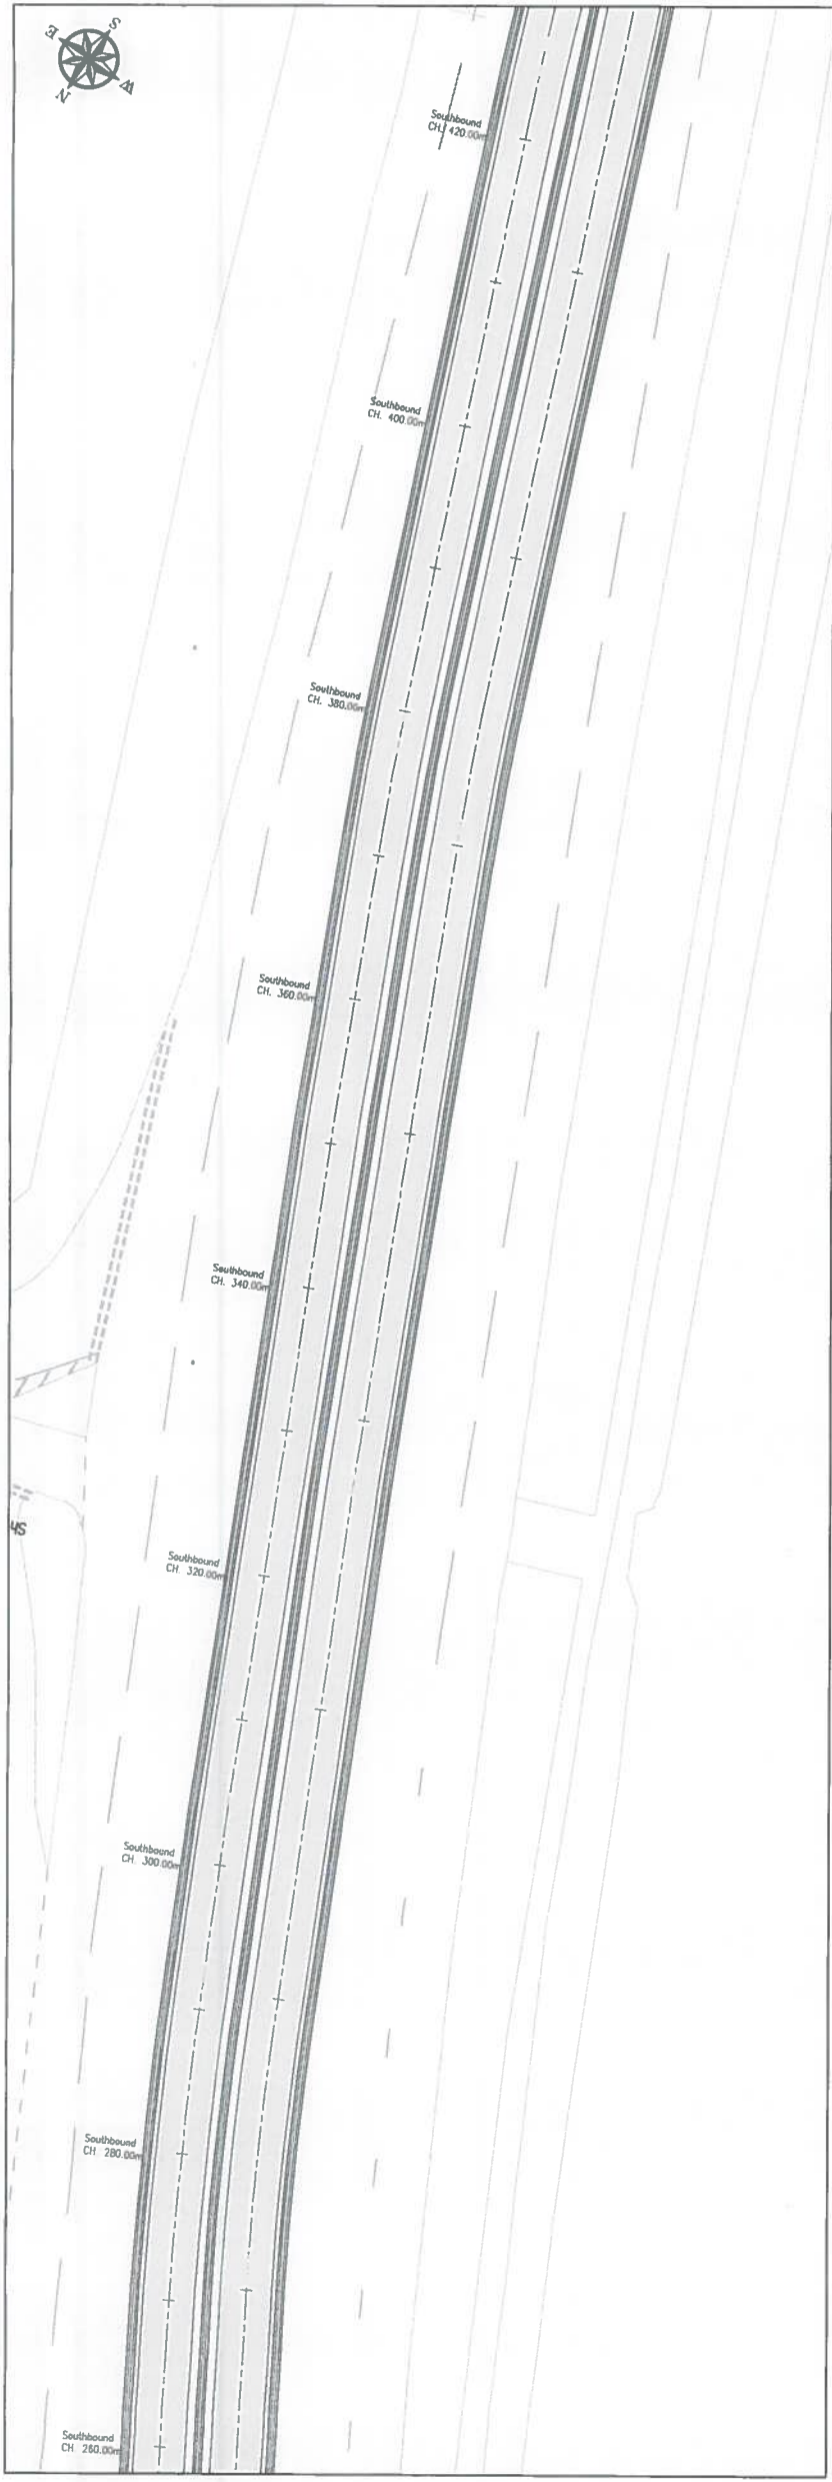 S
E
W
N
Southbound
CH. 420.00m
Southbound
CH. 400.00m
Southbound
CH. 380.00m
Southbound
CH. 360.00m
Southbound
CH. 340.00m
4S
Southbound
CH 320.00m
Southbound
CH 300.00m
Southbound
CH 280.00m
Southbound
CH 260.00m